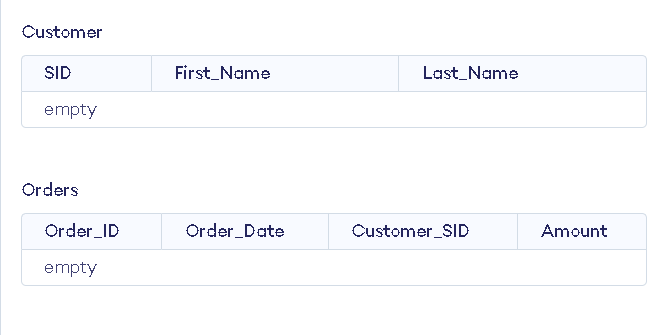 Customer
SID First_Name Last_Name
empty
Orders
Order_ID Order_Date Customer_SID Amount
empty